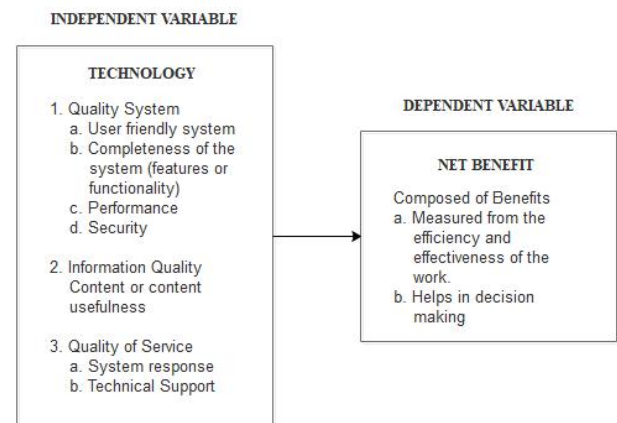 INDEPENDENT VARIABLE
TECHNOLOGY
1. Quality System
a. User friendly system
b. Completeness of the
system (features or
functionality)
c. Performance
d. Security
2. Information Quality
Content or content
usefulness
3. Quality of Service
a. System response
b. Technical Support
DEPENDENT VARIABLE
NET BENEFIT
Composed of Benefits
a. Measured from the
efficiency and
effectiveness of the
work.
b. Helps in decision
making